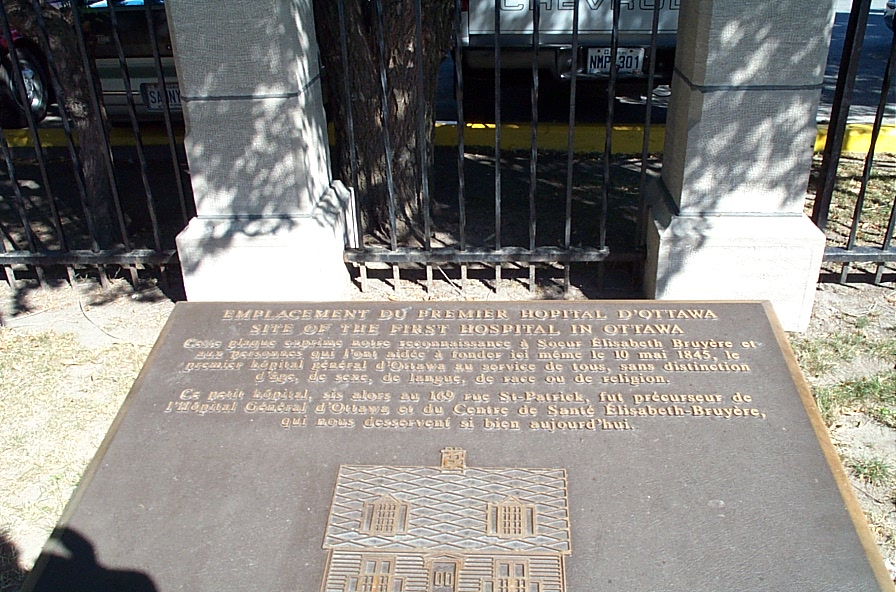 CHEVROL
NMP 301
EMPLACEMENT DU PREMIER HOPITAL D'OTTAWA
SITE OF THE FIRST HOSPITAL IN OTTAWA
Cette plaque exprime notre reconnaissance à Soeur Élisabeth Bruyère et
aux personnes qui l'ont aidée à fonder ici même le 10 mai 1845, le
premier hôpital général d'Ottawa au service de tous, sans distinction
d'âge, de sexe, de langue, de race ou de religion.
Ce petit hôpital, sis alors au 169 rue St-Patrick, fut précurseur de
l'Hôpital Général d'Ottawa et du Centre de Santé Élisabeth-Bruyère,
qui nous desservent si bien aujourd'hui.